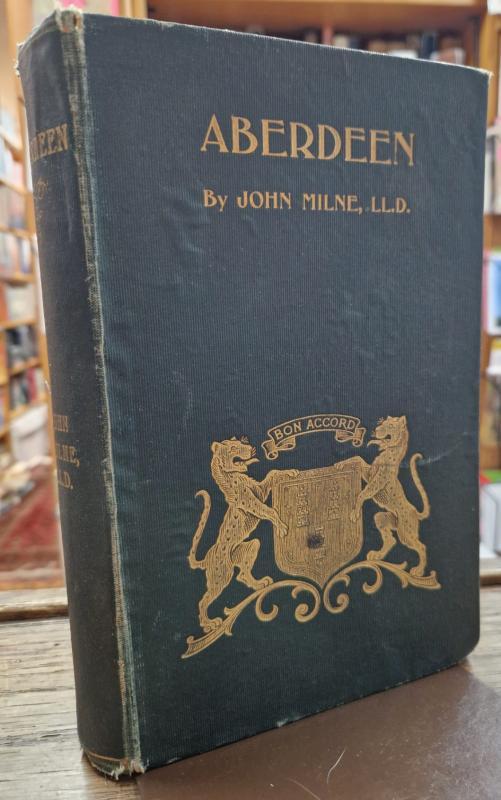 ABERDEEN
By JOHN MILNE, LL.D.
BON ACCORD